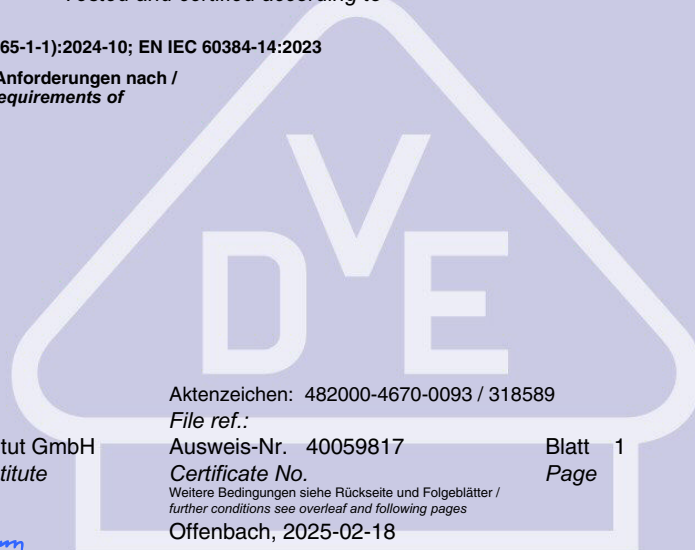 Tested and certified according to
65-1-1):2024-10; EN IEC 60384-14:2023
Anforderungen nach /
equirements of
VDE
Aktenzeichen: 482000-4670-0093 / 318589
File ref.:
tut GmbH Ausweis-Nr. 40059817 Blatt 1
titute Certificate No. Page
Weitere Bedingungen siehe Rückseite und Folgeblätter /
further conditions see overleaf and following pages
Offenbach, 2025-02-18